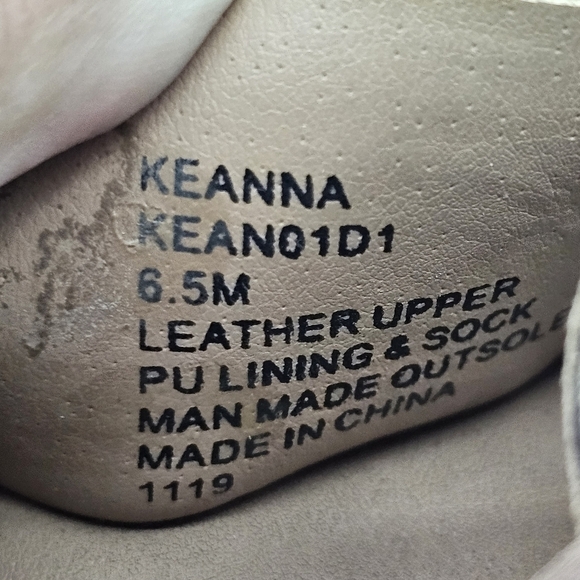 KEANNA
KEAN01D1
6.5M
LEATHER UPPER
PU LINING & SOCK
MAN MADE OUTSOLE
MADE IN CHINA
1119